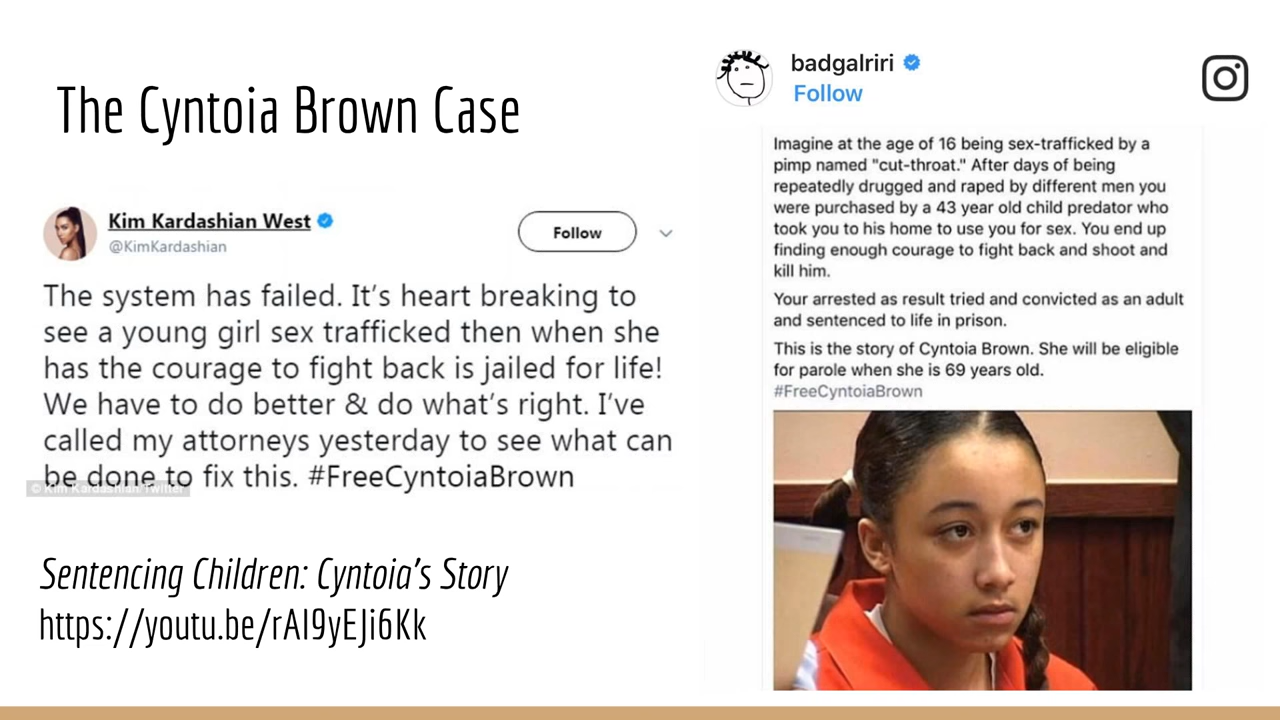 The Cyntoia Brown Case
Kim Kardashian West
@KimKardashian
Follow
The system has failed. It's heart breaking to
see a young girl sex trafficked then when she
has the courage to fight back is jailed for life!
We have to do better & do what's right. I've
called my attorneys yesterday to see what can
be done to fix this. #FreeCyntoiaBrown
© Kim Kardashian/Twitter
Sentencing Children: Cyntoia's Story
https://youtu.be/rAI9yEJi6Kk
badgalriri
Follow
Imagine at the age of 16 being sex-trafficked by a
pimp named "cut-throat." After days of being
repeatedly drugged and raped by different men you
were purchased by a 43 year old child predator who
took you to his home to use you for sex. You end up
finding enough courage to fight back and shoot and
kill him.
Your arrested as result tried and convicted as an adult
and sentenced to life in prison.
This is the story of Cyntoia Brown. She will be eligible
for parole when she is 69 years old.
#FreeCyntoiaBrown